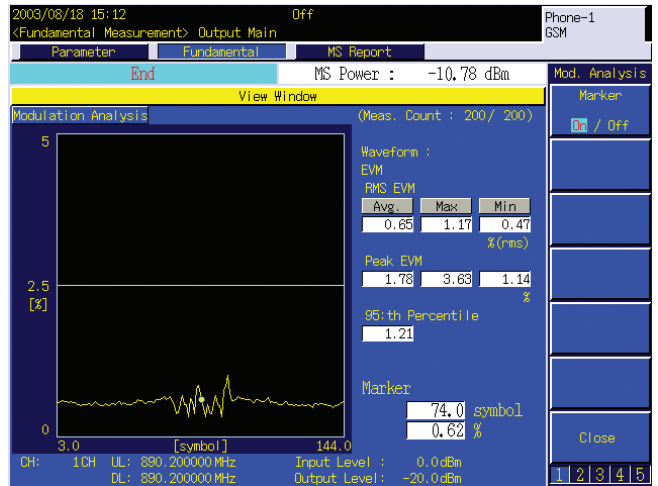 2003/08/18 15:12 Off
Phone-1
<Fundamental Measurement> Output Main
GSM
Parameter Fundamental MS Report
End MS Power : -10.78 dBm Mod. Analysis
View Window
Marker
On / Off
Modulation Analysis (Meas. Count : 200/ 200)
5
Waveform :
EVM
RMS EVM
Avg. Max Min
0.65 1.17 0.47
%(rms)
Peak EVM
1.78 3.63 1.14
%
2.5
[%]
95:th Percentile
1.21
Marker
74.0 symbol
0.62 %
0
3.0 [symbol] 144.0
Close
CH: 1CH UL: 890.200000MHz Input Level : 0.0dBm
DL: 890.200000MHz Output Level: -20.0dBm
1 2 3 4 5